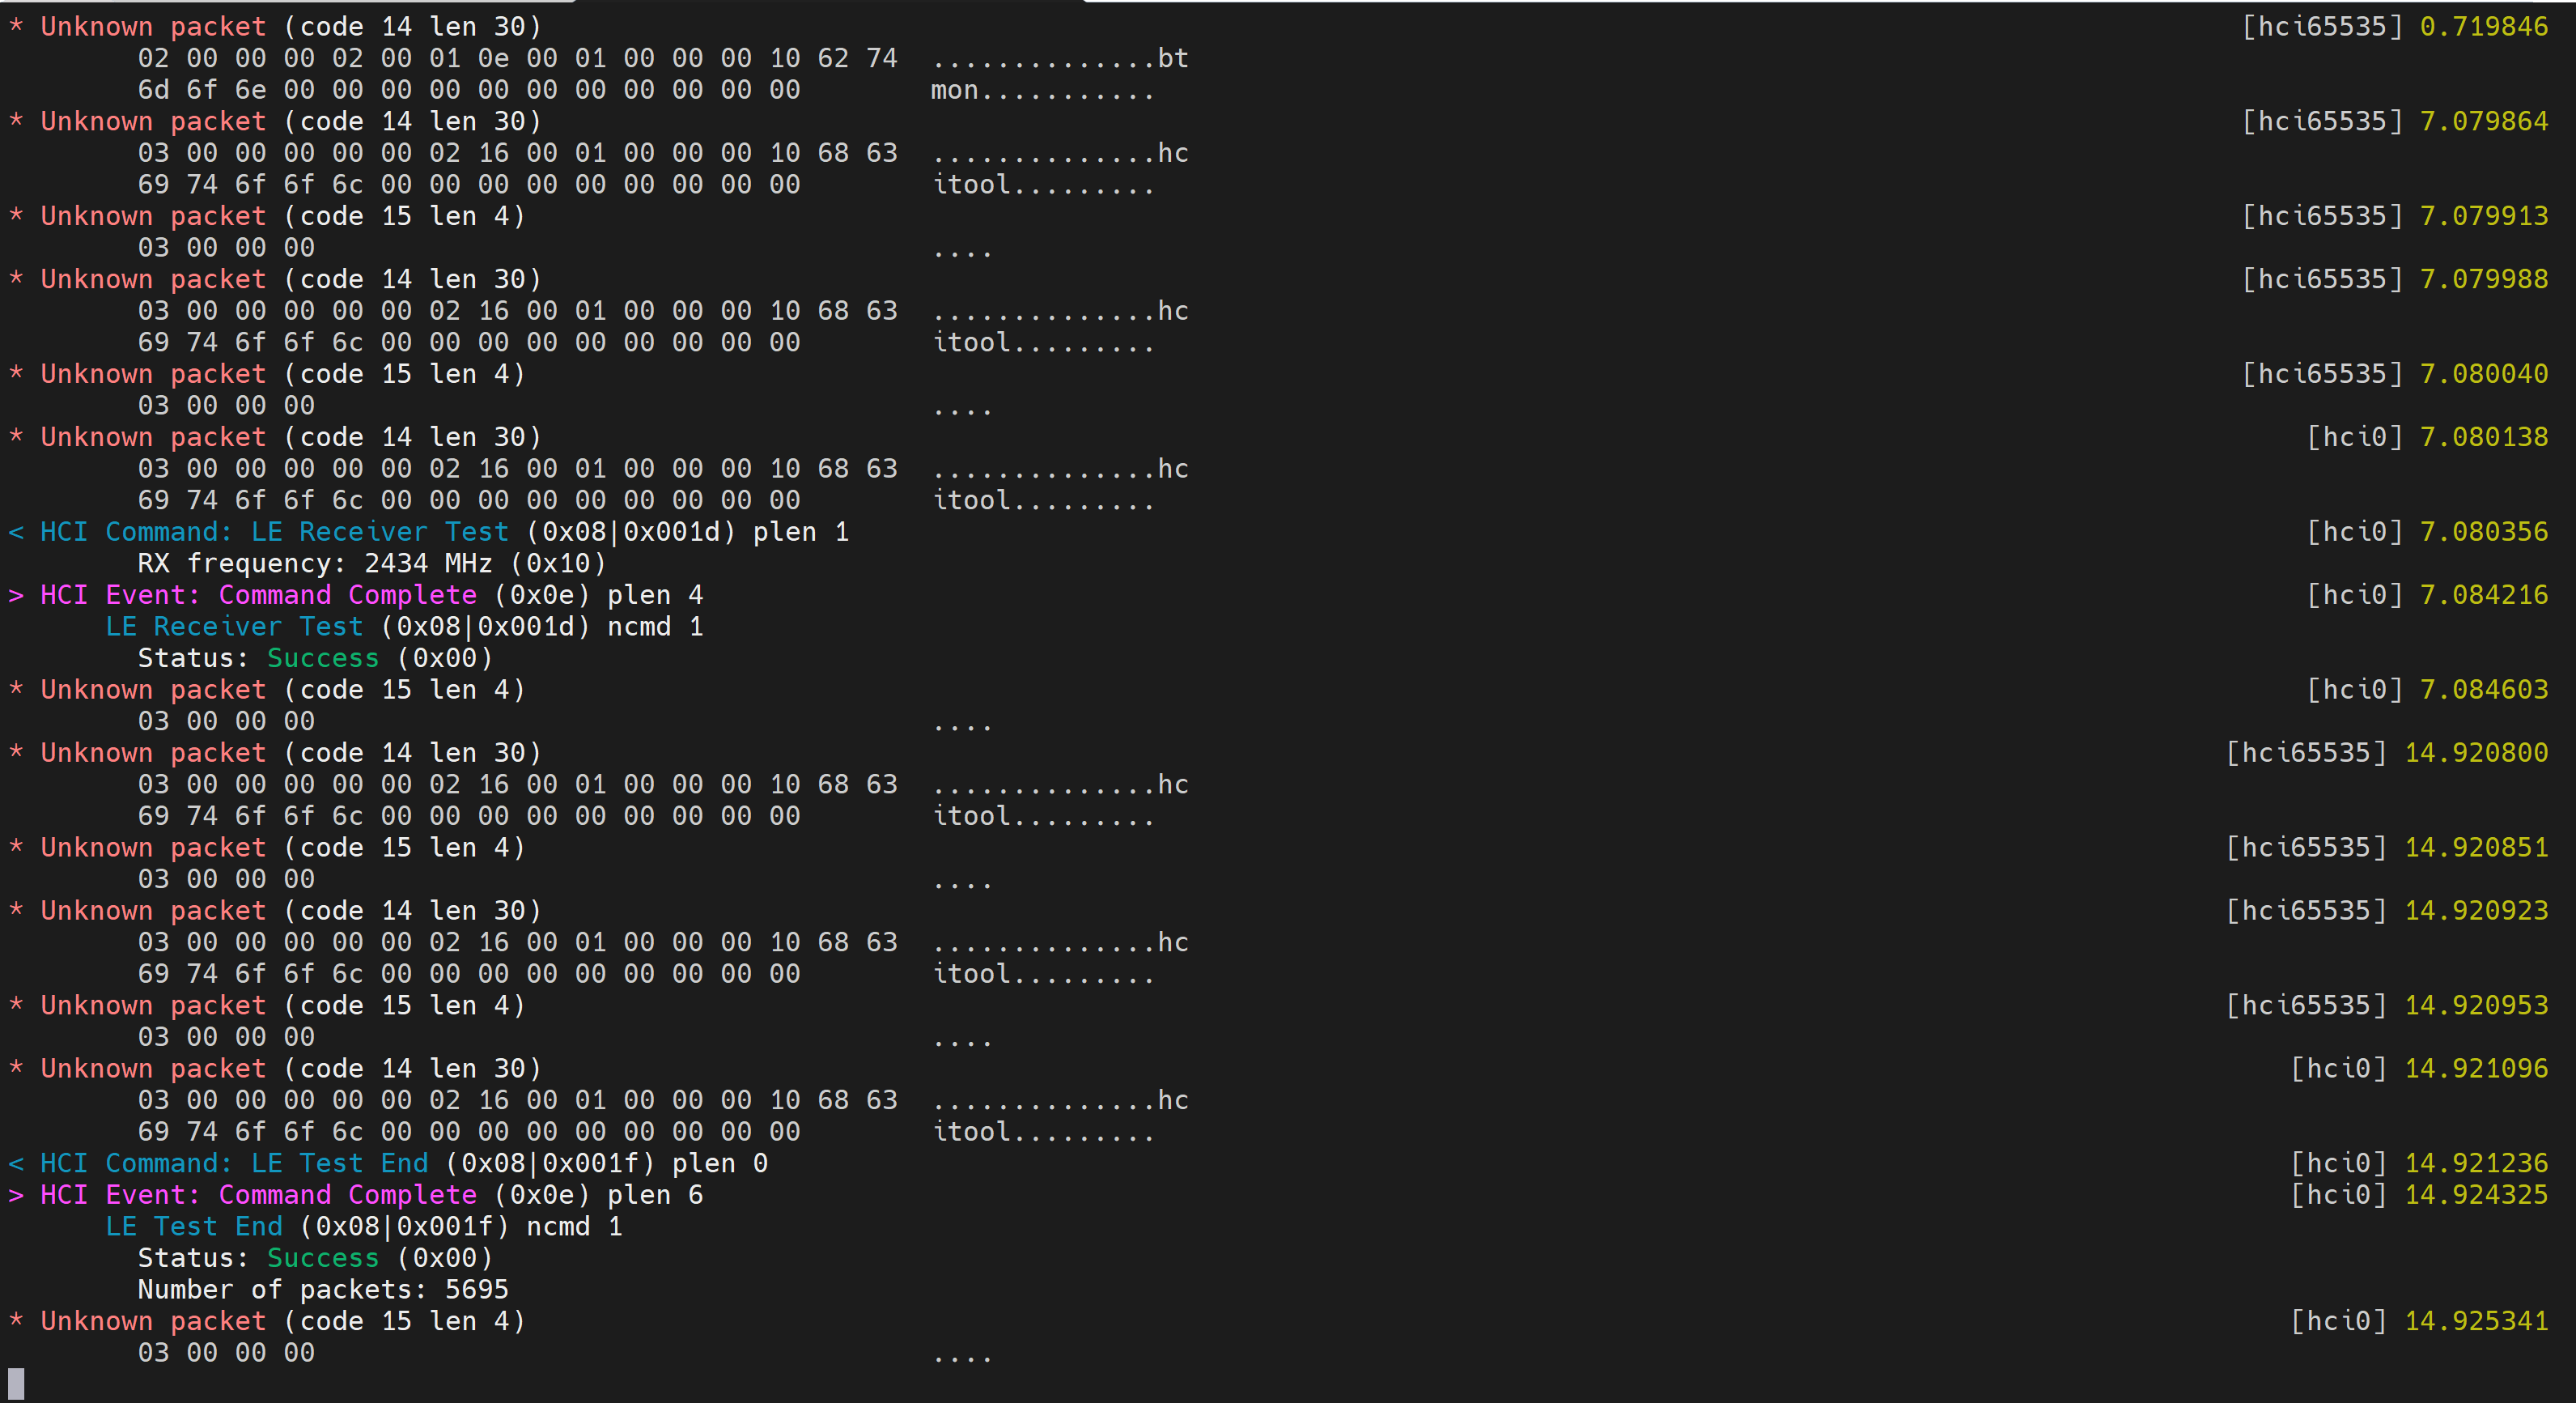 * Unknown packet (code 14 len 30) [hci65535] 0.719846
02 00 00 00 02 00 01 0e 00 01 00 00 00 10 62 74 ..............bt
6d 6f 6e 00 00 00 00 00 00 00 00 00 00 00 mon...........
* Unknown packet (code 14 len 30) [hci65535] 7.079864
03 00 00 00 00 00 02 16 00 01 00 00 00 10 68 63 ..............hc
69 74 6f 6f 6c 00 00 00 00 00 00 00 00 00 itool.........
* Unknown packet (code 15 len 4) [hci65535] 7.079913
03 00 00 00 ....
* Unknown packet (code 14 len 30) [hci65535] 7.079988
03 00 00 00 00 00 02 16 00 01 00 00 00 10 68 63 ..............hc
69 74 6f 6f 6c 00 00 00 00 00 00 00 00 00 itool.........
* Unknown packet (code 15 len 4) [hci65535] 7.080040
03 00 00 00 ....
* Unknown packet (code 14 len 30) [hci0] 7.080138
03 00 00 00 00 00 02 16 00 01 00 00 00 10 68 63 ..............hc
69 74 6f 6f 6c 00 00 00 00 00 00 00 00 00 itool.........
< HCI Command: LE Receiver Test (0x08|0x001d) plen 1 [hci0] 7.080356
RX frequency: 2434 MHz (0x10)
> HCI Event: Command Complete (0x0e) plen 4 [hci0] 7.084216
LE Receiver Test (0x08|0x001d) ncmd 1
Status: Success (0x00)
* Unknown packet (code 15 len 4) [hci0] 7.084603
03 00 00 00 ....
* Unknown packet (code 14 len 30) [hci65535] 14.920800
03 00 00 00 00 00 02 16 00 01 00 00 00 10 68 63 ..............hc
69 74 6f 6f 6c 00 00 00 00 00 00 00 00 00 itool.........
* Unknown packet (code 15 len 4) [hci65535] 14.920851
03 00 00 00 ....
* Unknown packet (code 14 len 30) [hci65535] 14.920923
03 00 00 00 00 00 02 16 00 01 00 00 00 10 68 63 ..............hc
69 74 6f 6f 6c 00 00 00 00 00 00 00 00 00 itool.........
* Unknown packet (code 15 len 4) [hci65535] 14.920953
03 00 00 00 ....
* Unknown packet (code 14 len 30) [hci0] 14.921096
03 00 00 00 00 00 02 16 00 01 00 00 00 10 68 63 ..............hc
69 74 6f 6f 6c 00 00 00 00 00 00 00 00 00 itool.........
< HCI Command: LE Test End (0x08|0x001f) plen 0 [hci0] 14.921236
> HCI Event: Command Complete (0x0e) plen 6 [hci0] 14.924325
LE Test End (0x08|0x001f) ncmd 1
Status: Success (0x00)
Number of packets: 5695
* Unknown packet (code 15 len 4) [hci0] 14.925341
03 00 00 00 ....